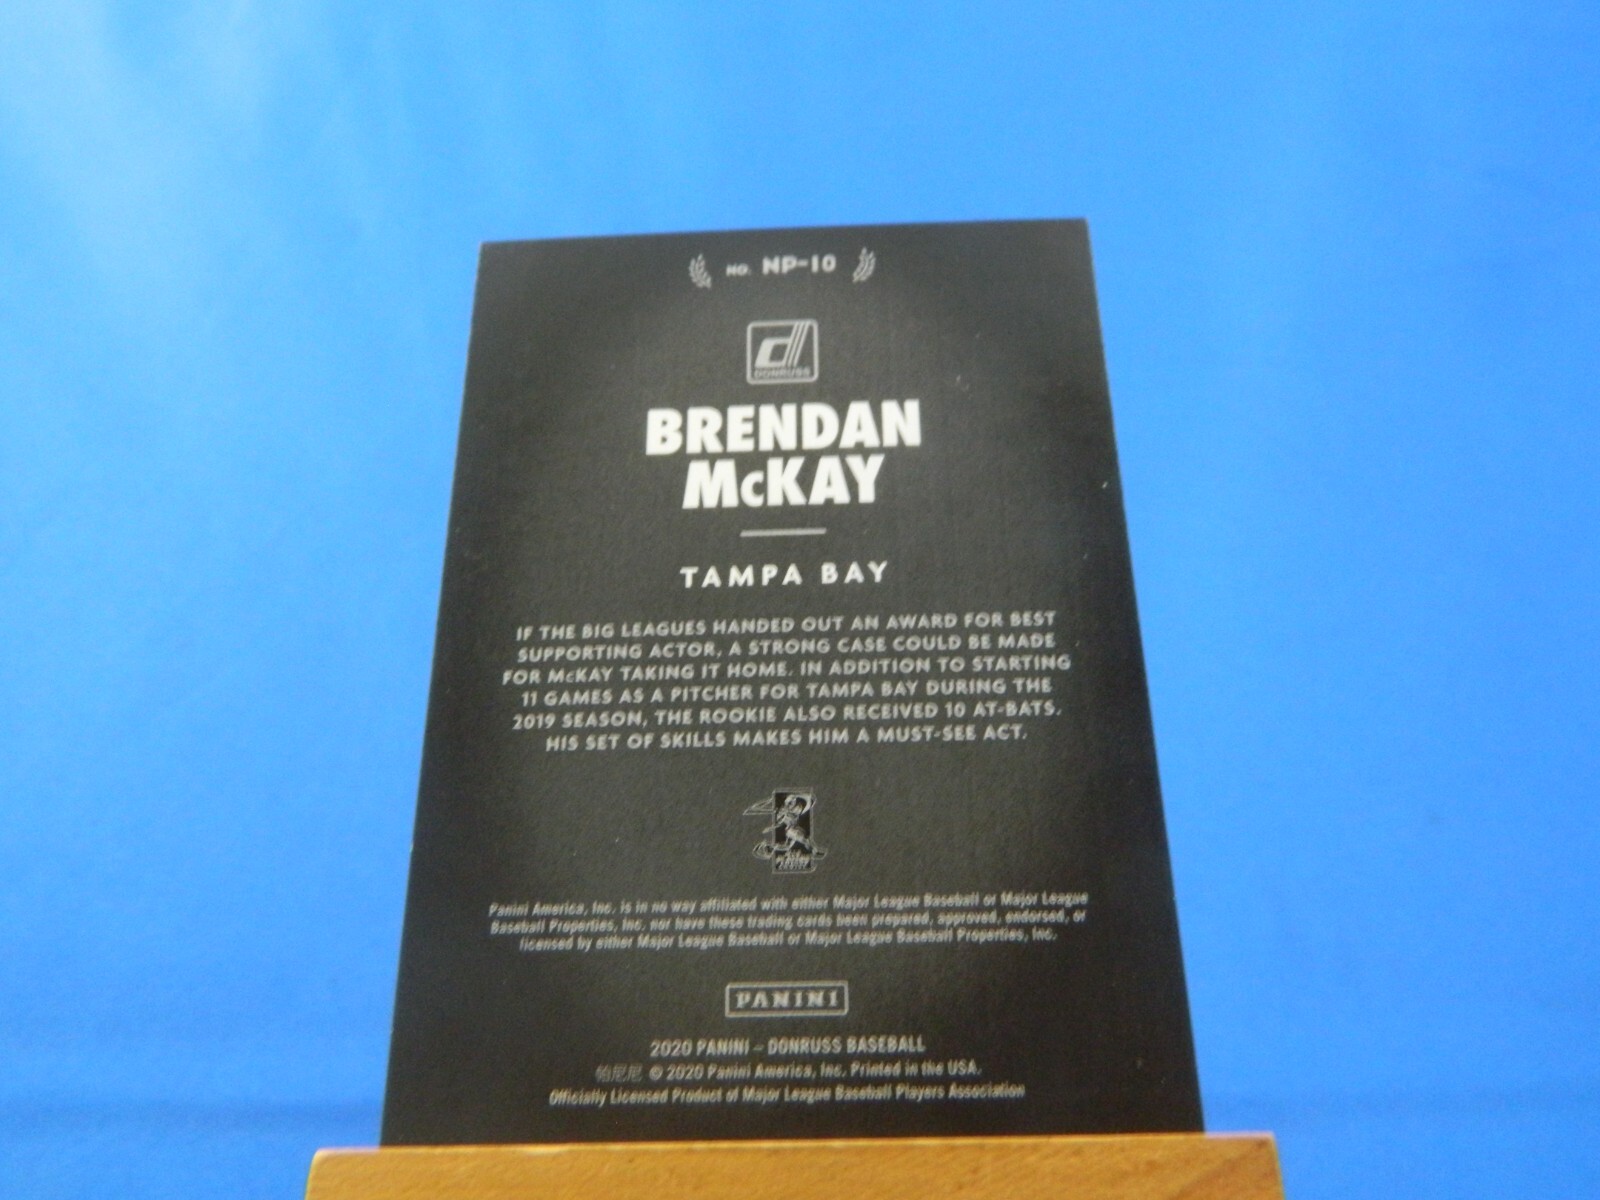 NO. NP-10
DONRUSS
BRENDAN
McKAY
TAMPA BAY
IF THE BIG LEAGUES HANDED OUT AN AWARD FOR BEST
SUPPORTING ACTOR, A STRONG CASE COULD BE MADE
FOR McKAY TAKING IT HOME. IN ADDITION TO STARTING
11 GAMES AS A PITCHER FOR TAMPA BAY DURING THE
2019 SEASON, THE ROOKIE ALSO RECEIVED 10 AT-BATS.
HIS SET OF SKILLS MAKES HIM A MUST-SEE ACT.
Panini America, Inc. is in no way affiliated with either Major League Baseball or Major League
Baseball Properties, Inc. nor have these trading cards been prepared, approved, endorsed, or
licensed by either Major League Baseball or Major League Baseball Properties, Inc.
PANINI
2020 PANINI – DONRUSS BASEBALL
帕尼尼 © 2020 Panini America, Inc. Printed in the USA.
Officially Licensed Product of Major League Baseball Players Association